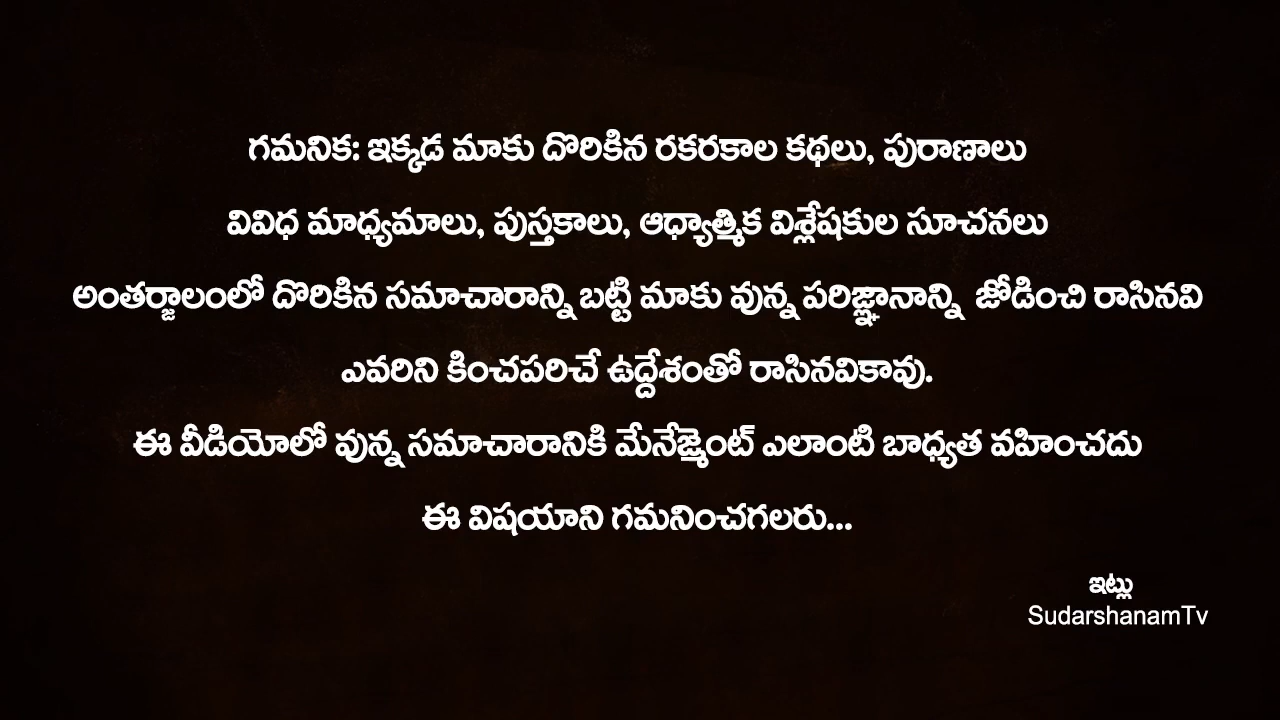 గమనిక: ఇక్కడ మాకు దొరికిన రకరకాల కథలు, పురాణాలు
వివిధ మాధ్యమాలు, పుస్తకాలు, ఆధ్యాత్మిక విశ్లేషకుల సూచనలు
అంతర్జాలంలో దొరికిన సమాచారాన్ని బట్టి మాకు వున్న పరిజ్ఞానాన్ని జోడించి రాసినవి
ఎవరిని కించపరిచే ఉద్దేశంతో రాసినవికావు.
ఈ వీడియోలో వున్న సమాచారానికి మేనేజ్మెంట్ ఎలాంటి బాధ్యత వహించదు
ఈ విషయాని గమనించగలరు...
ఇట్లు
SudarshanamTv